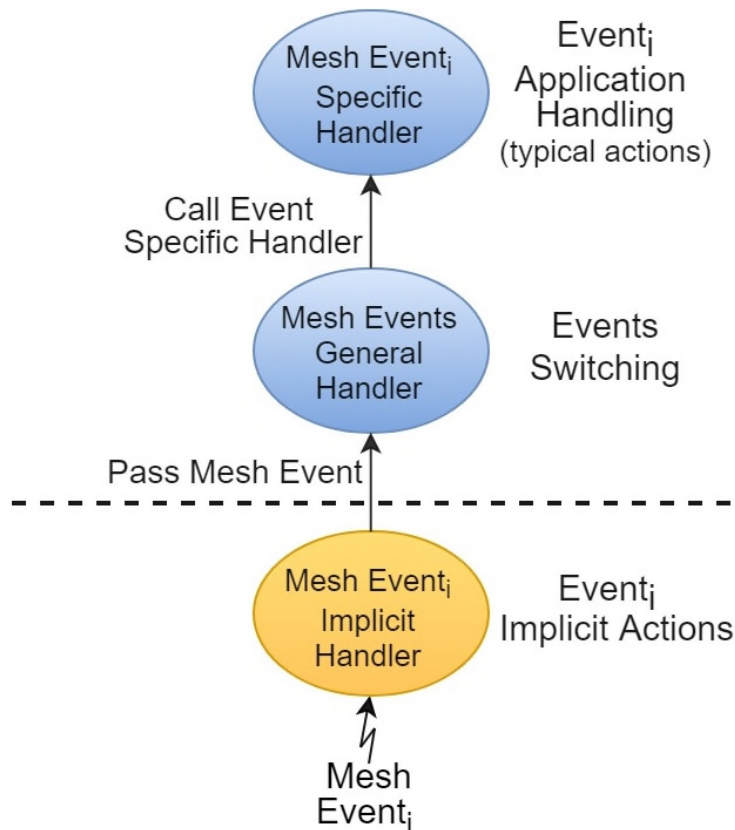 Mesh Eventᵢ
Specific
Handler
Eventᵢ
Application
Handling
(typical actions)
Call Event
Specific Handler
Mesh Events
General
Handler
Events
Switching
Pass Mesh Event
Mesh Eventᵢ
Implicit
Handler
Eventᵢ
Implicit Actions
Mesh
Eventᵢ